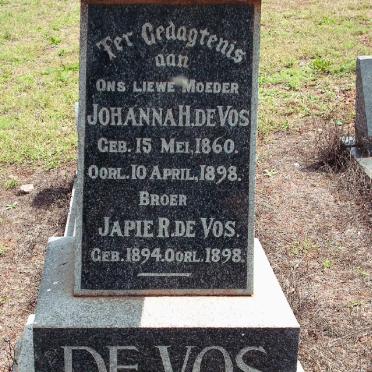 Ter Gedagtenis
aan
Ons liewe Moeder
Johanna H. de Vos
Geb. 15 Mei, 1860.
Oorl. 10 April, 1898.
Broer
Japie R. de Vos.
Geb. 1894. Oorl. 1898.
DE VOS